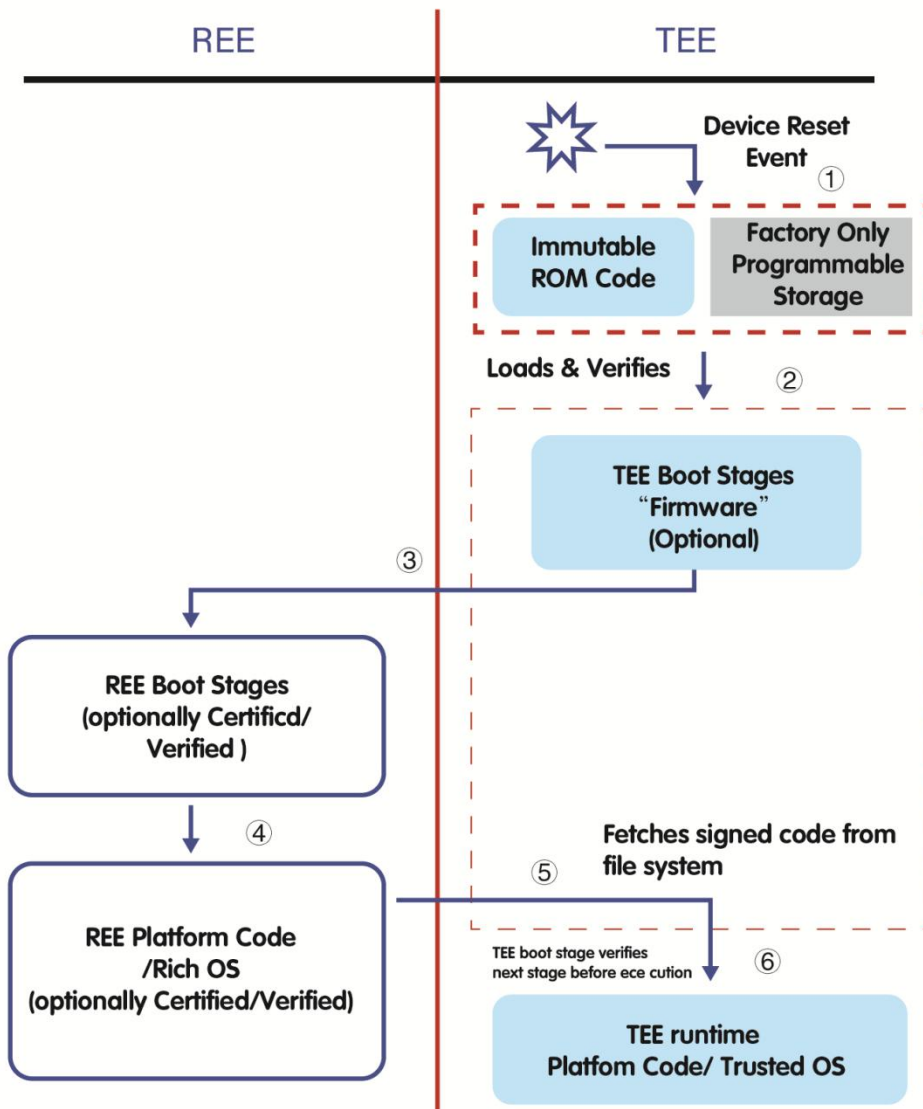 REE
TEE
Device Reset
Event
①
Immutable
ROM Code
Factory Only
Programmable
Storage
Loads & Verifies
②
TEE Boot Stages
“Firmware”
(Optional)
③
REE Boot Stages
(optionally Certificd/
Verified )
④
Fetches signed code from
file system
⑤
REE Platform Code
/Rich OS
(optionally Certified/Verified)
TEE boot stage verifies
next stage before ece cution
⑥
TEE runtime
Platfom Code/ Trusted OS